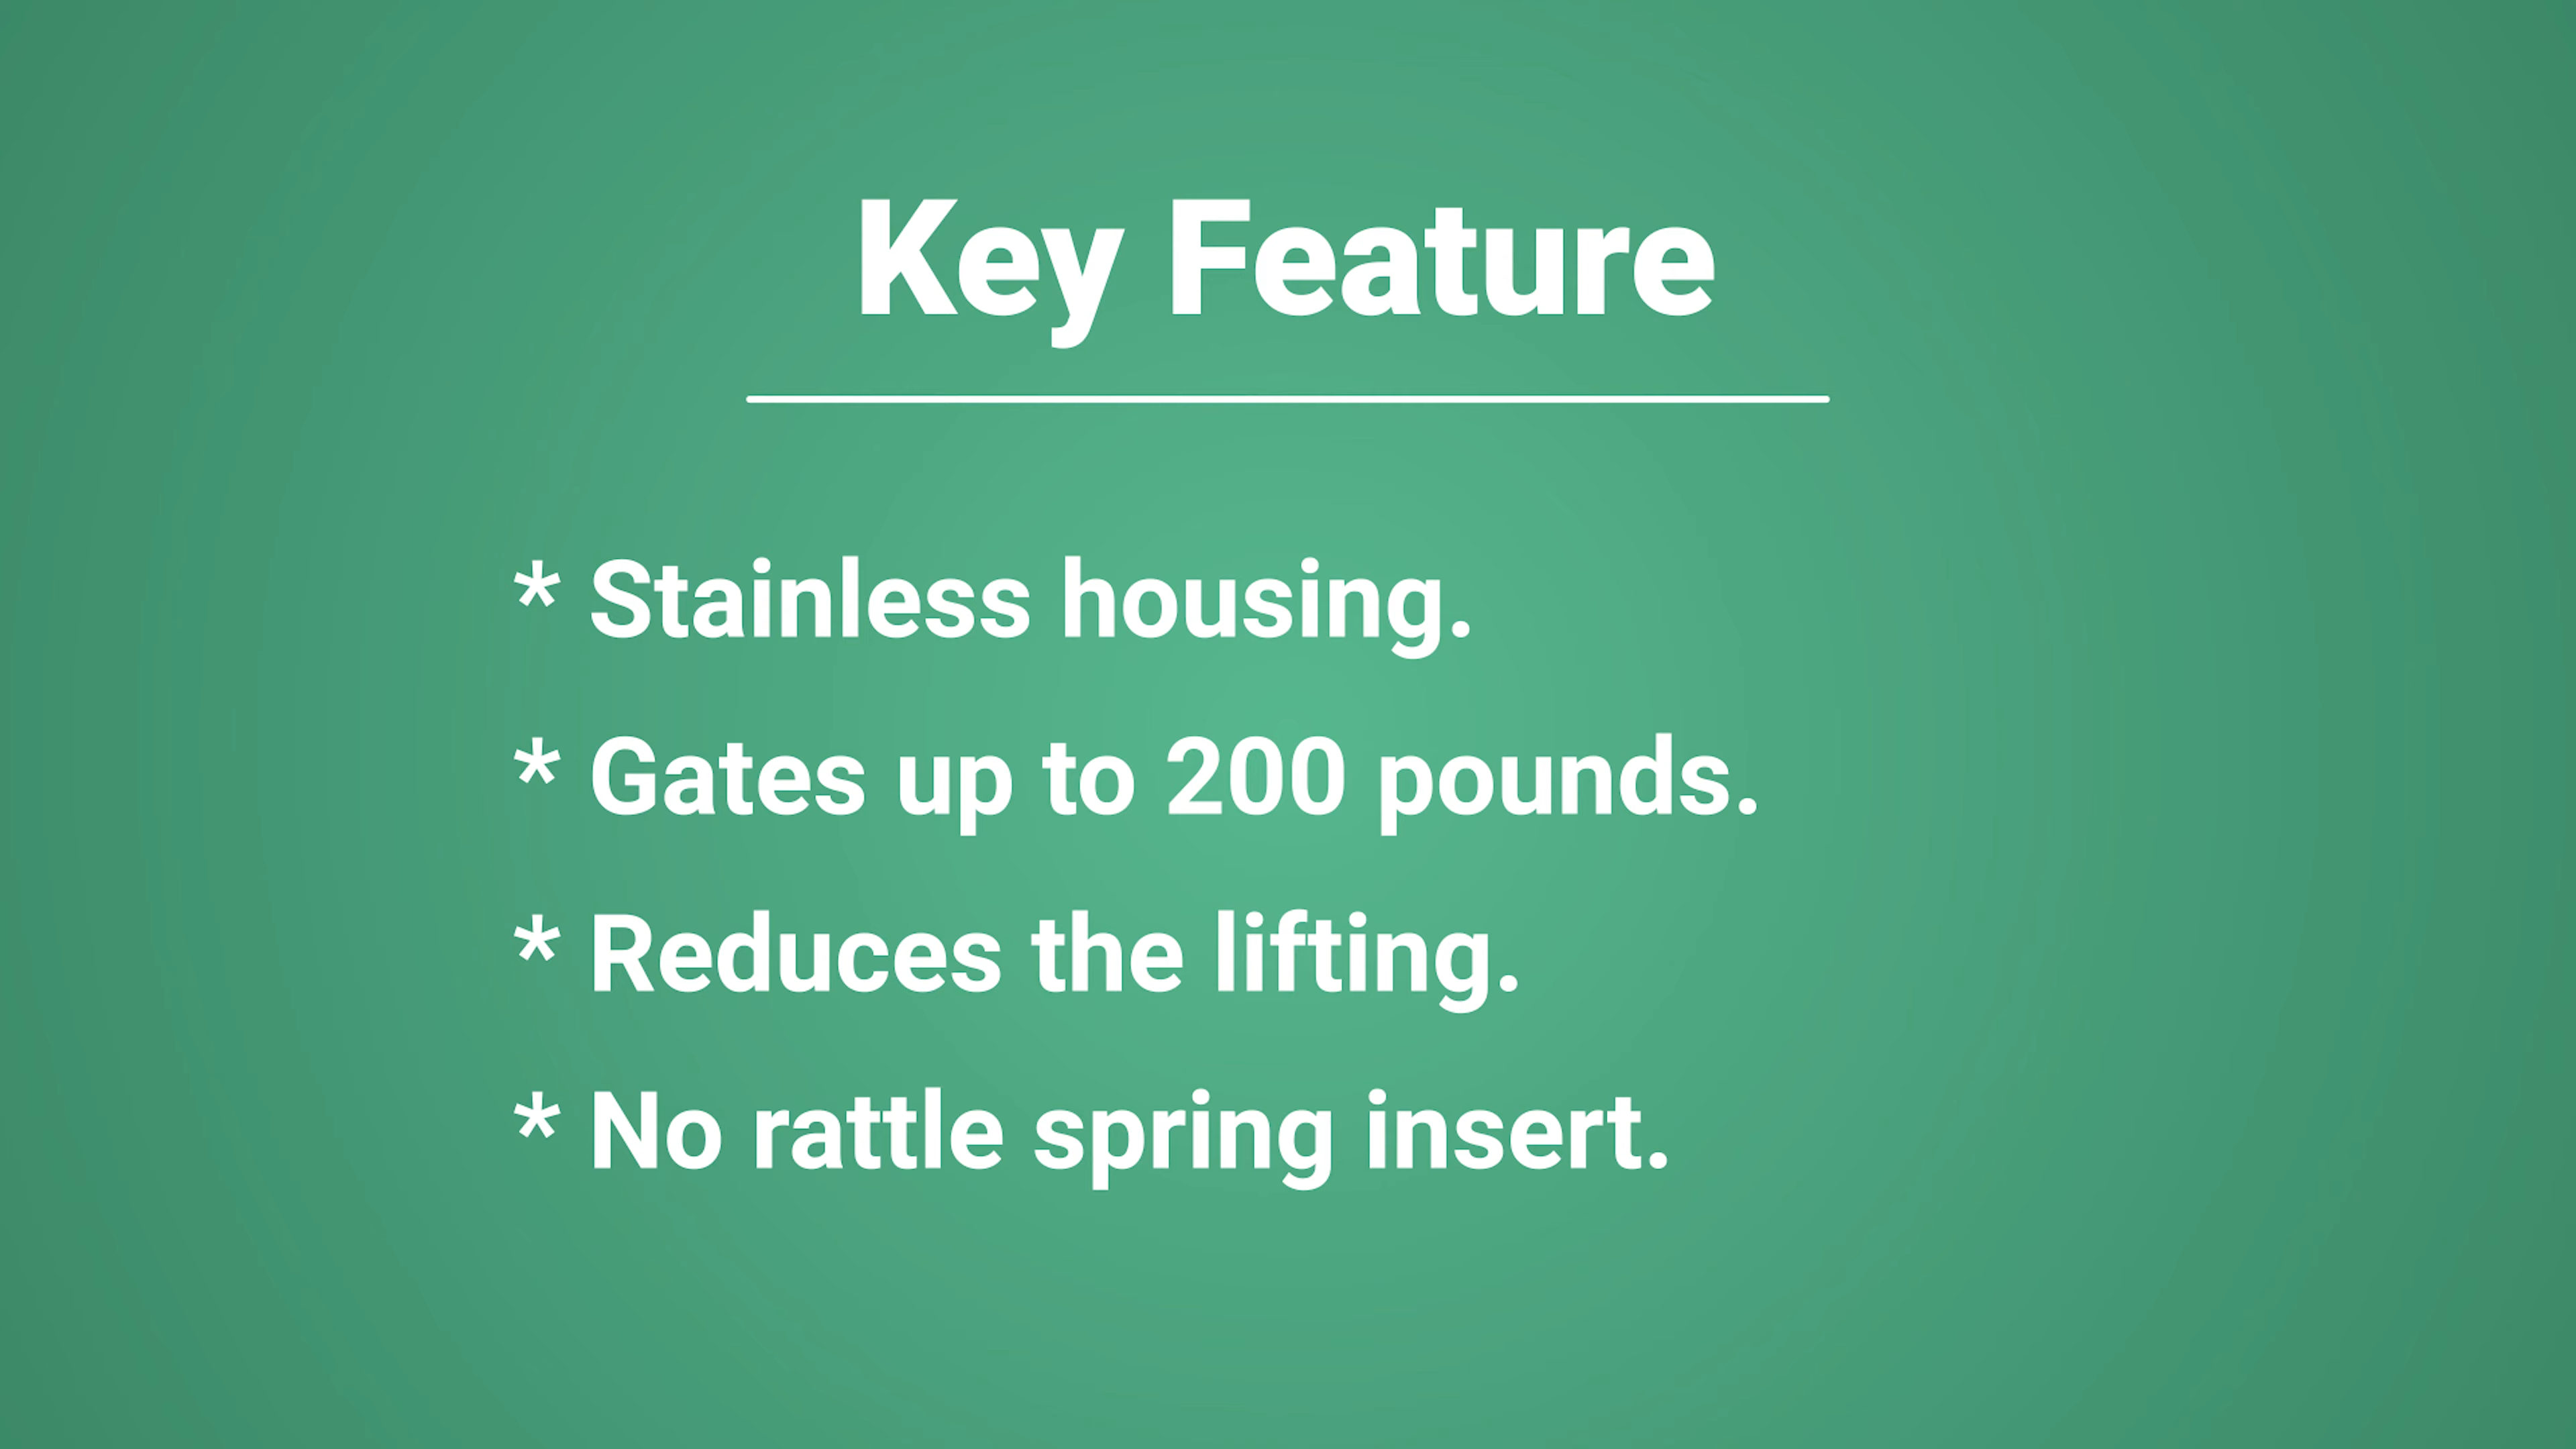 Key Feature
* Stainless housing.
* Gates up to 200 pounds.
* Reduces the lifting.
* No rattle spring insert.